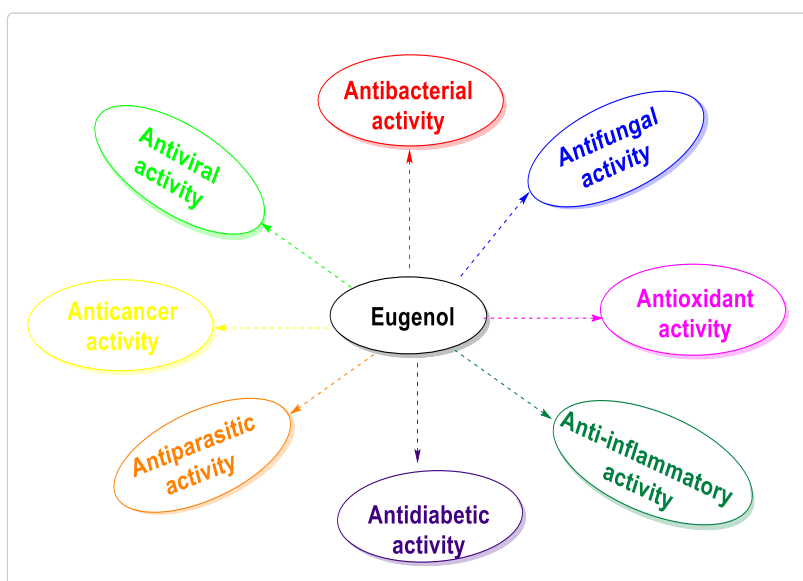 Antibacterial
activity
Antifungal
activity
Antiviral
activity
Eugenol
Antioxidant
activity
Anticancer
activity
Antiparasitic
activity
Anti-inflammatory
activity
Antidiabetic
activity